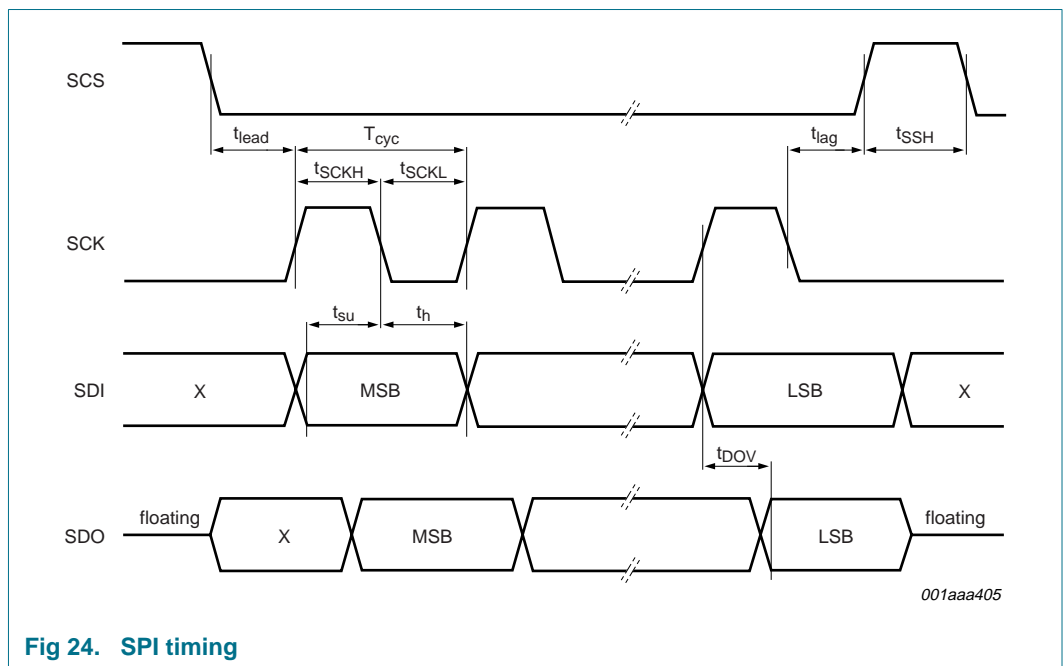 SCS
tlead
Tcyc
tlag
tSSH
tSCKH
tSCKL
SCK
tsu
th
SDI
X
MSB
LSB
X
tDOV
SDO
floating
X
MSB
LSB
floating
001aaa405
Fig 24. SPI timing